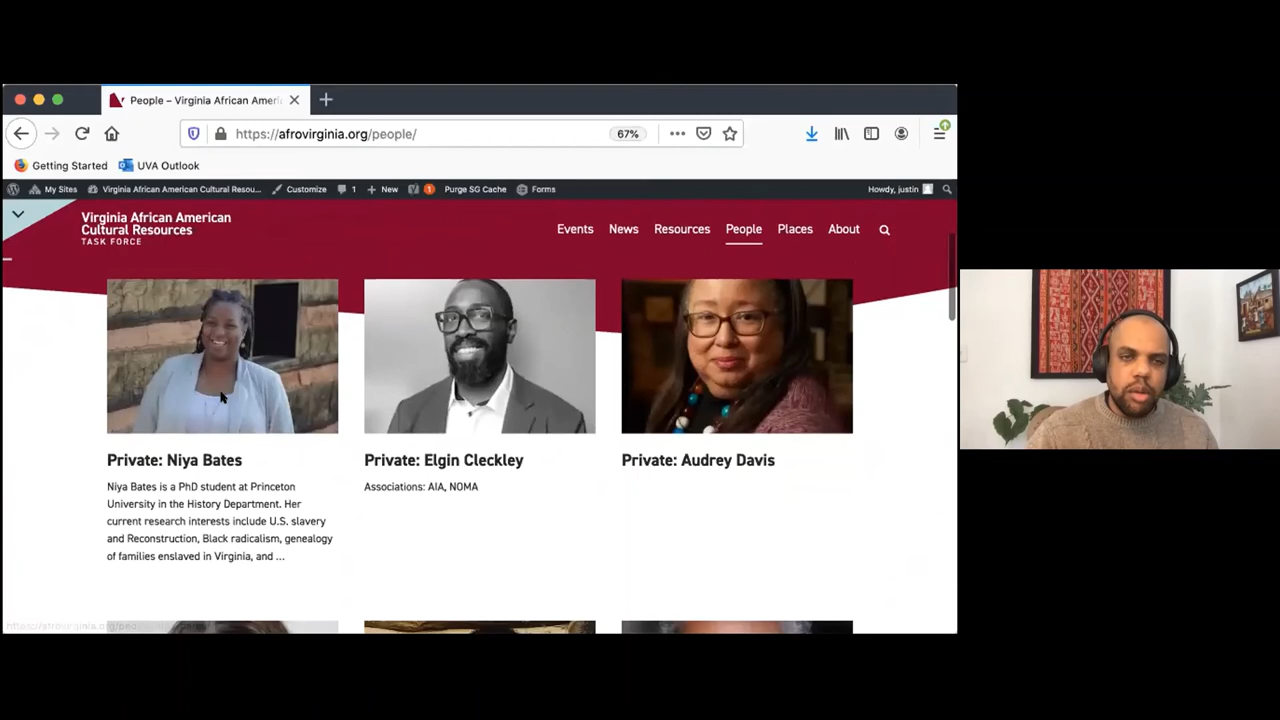 People – Virginia African Ameri
https://afrovirginia.org/people/
67%
Getting Started
UVA Outlook
My Sites
Virginia African American Cultural Resou...
Customize
1
New
1
Purge SG Cache
Forms
Howdy, justin
Virginia African American
Cultural Resources
TASK FORCE
Events
News
Resources
People
Places
About
Private: Niya Bates
Private: Elgin Cleckley
Private: Audrey Davis
Niya Bates is a PhD student at Princeton
University in the History Department. Her
current research interests include U.S. slavery
and Reconstruction, Black radicalism, genealogy
of families enslaved in Virginia, and ...
Associations: AIA, NOMA